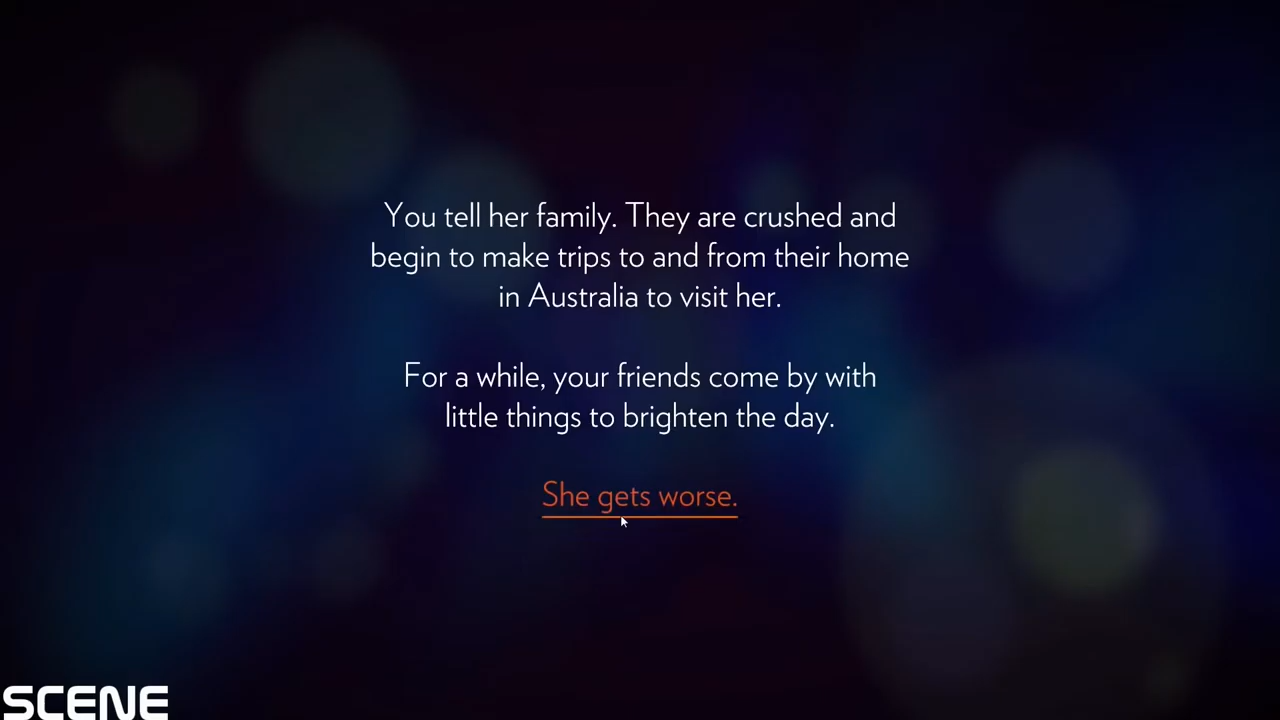 You tell her family. They are crushed and
begin to make trips to and from their home
in Australia to visit her.
For a while, your friends come by with
little things to brighten the day.
She gets worse.
SCENE